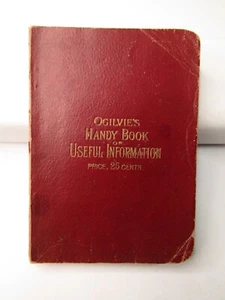 OGILVIE'S
HANDY BOOK
OF
USEFUL INFORMATION
PRICE, 25 CENTS.